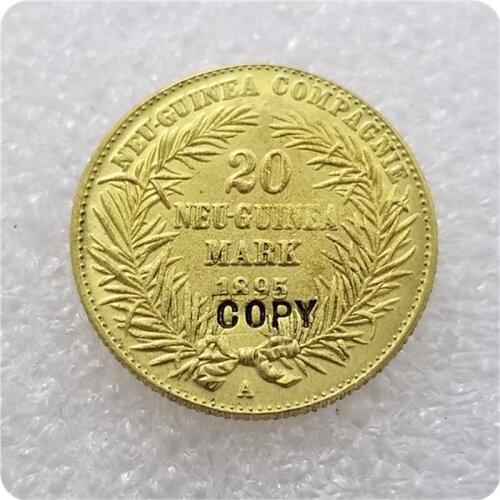 NEU-GUINEA COMPAGNIE
20
NEU-GUINEA
MARK
1895
COPY
A